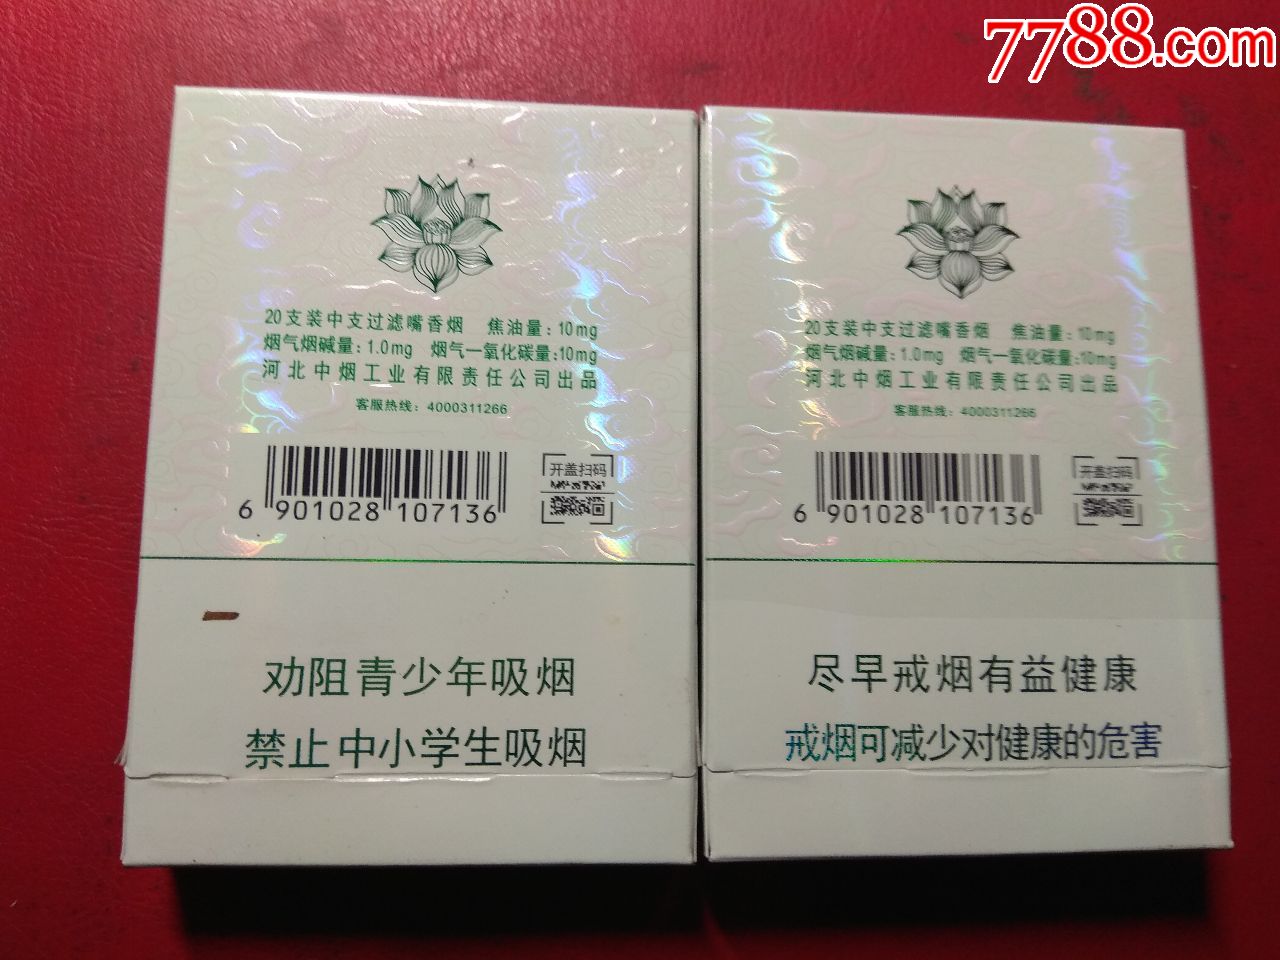 7788.com
20支装中支过滤嘴香烟 焦油量：10mg
烟气烟碱量：1.0mg 烟气一氧化碳量：10mg
河北中烟工业有限责任公司出品
客服热线：4000311266
开盖扫码
6 901028 107136
劝阻青少年吸烟
禁止中小学生吸烟
20支装中支过滤嘴香烟 焦油量：10mg
烟气烟碱量：1.0mg 烟气一氧化碳量：10mg
河北中烟工业有限责任公司出品
客服热线：4000311266
开盖扫码
6 901028 107136
尽早戒烟有益健康
戒烟可减少对健康的危害